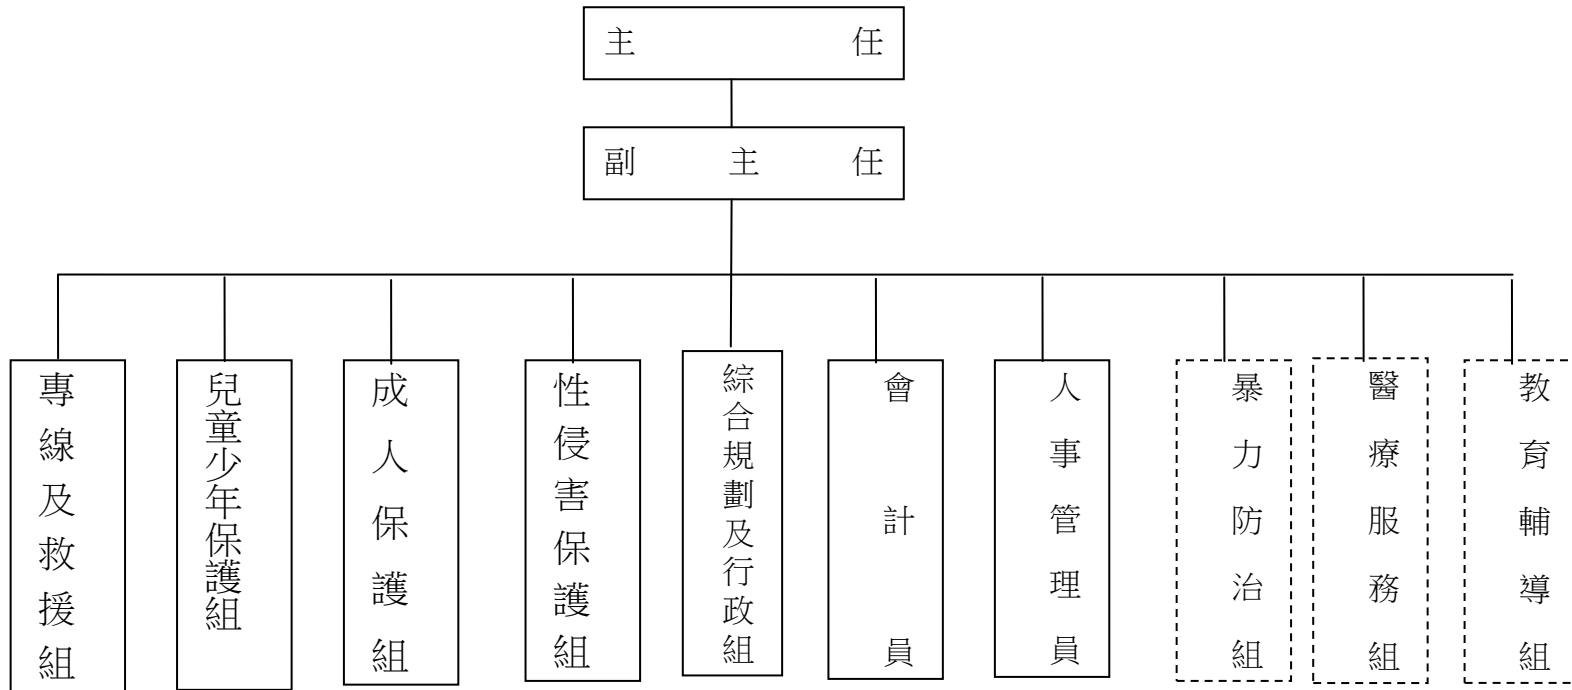 主任
副主任
專線及救援組
兒童少年保護組
成人保護組
性侵害保護組
綜合規劃及行政組
會計員
人事管理員
暴力防治組
醫療服務組
教育輔導組